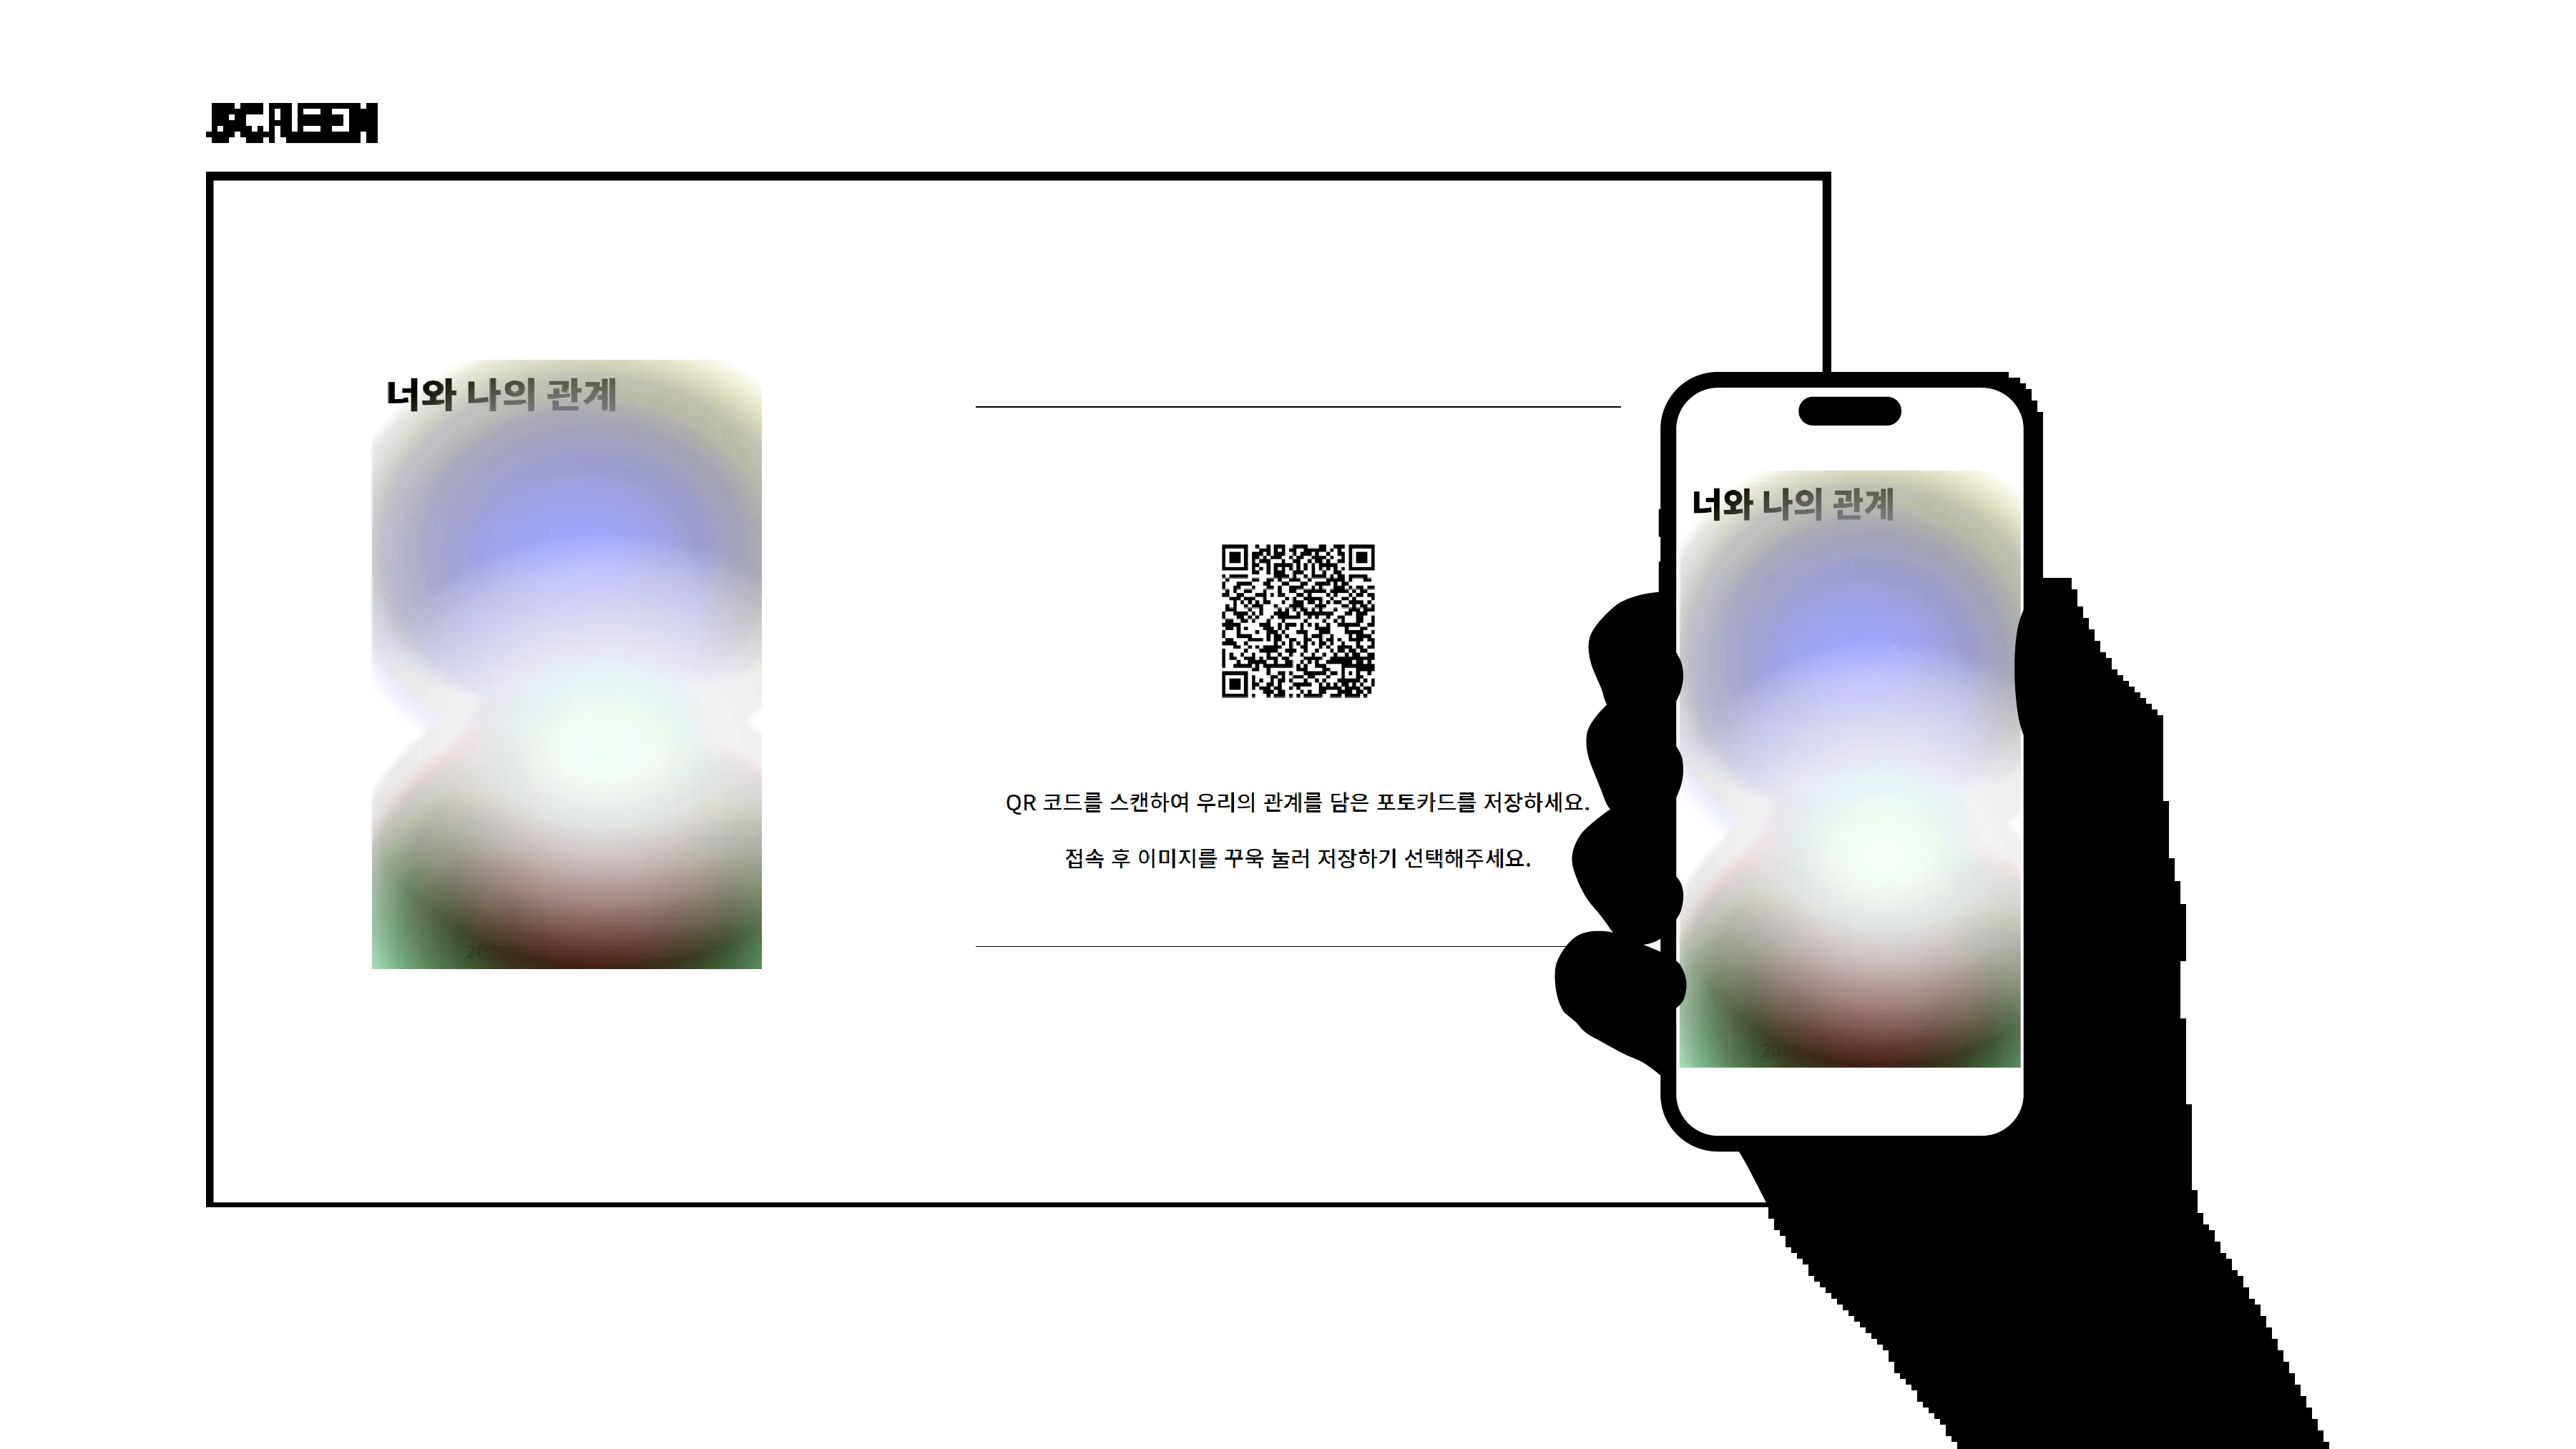 SCREEN
너와 나의 관계
QR 코드를 스캔하여 우리의 관계를 담은 포토카드를 저장하세요.
접속 후 이미지를 꾸욱 눌러 저장하기 선택해주세요.
너와 나의 관계